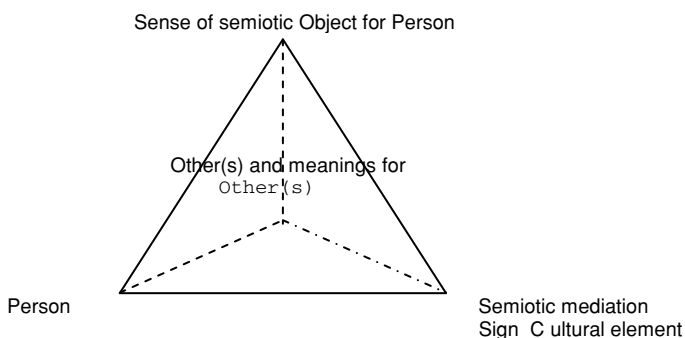 Sense of semiotic Object for Person
Other(s) and meanings for
Other(s)
Person
Semiotic mediation
Sign C ultural element